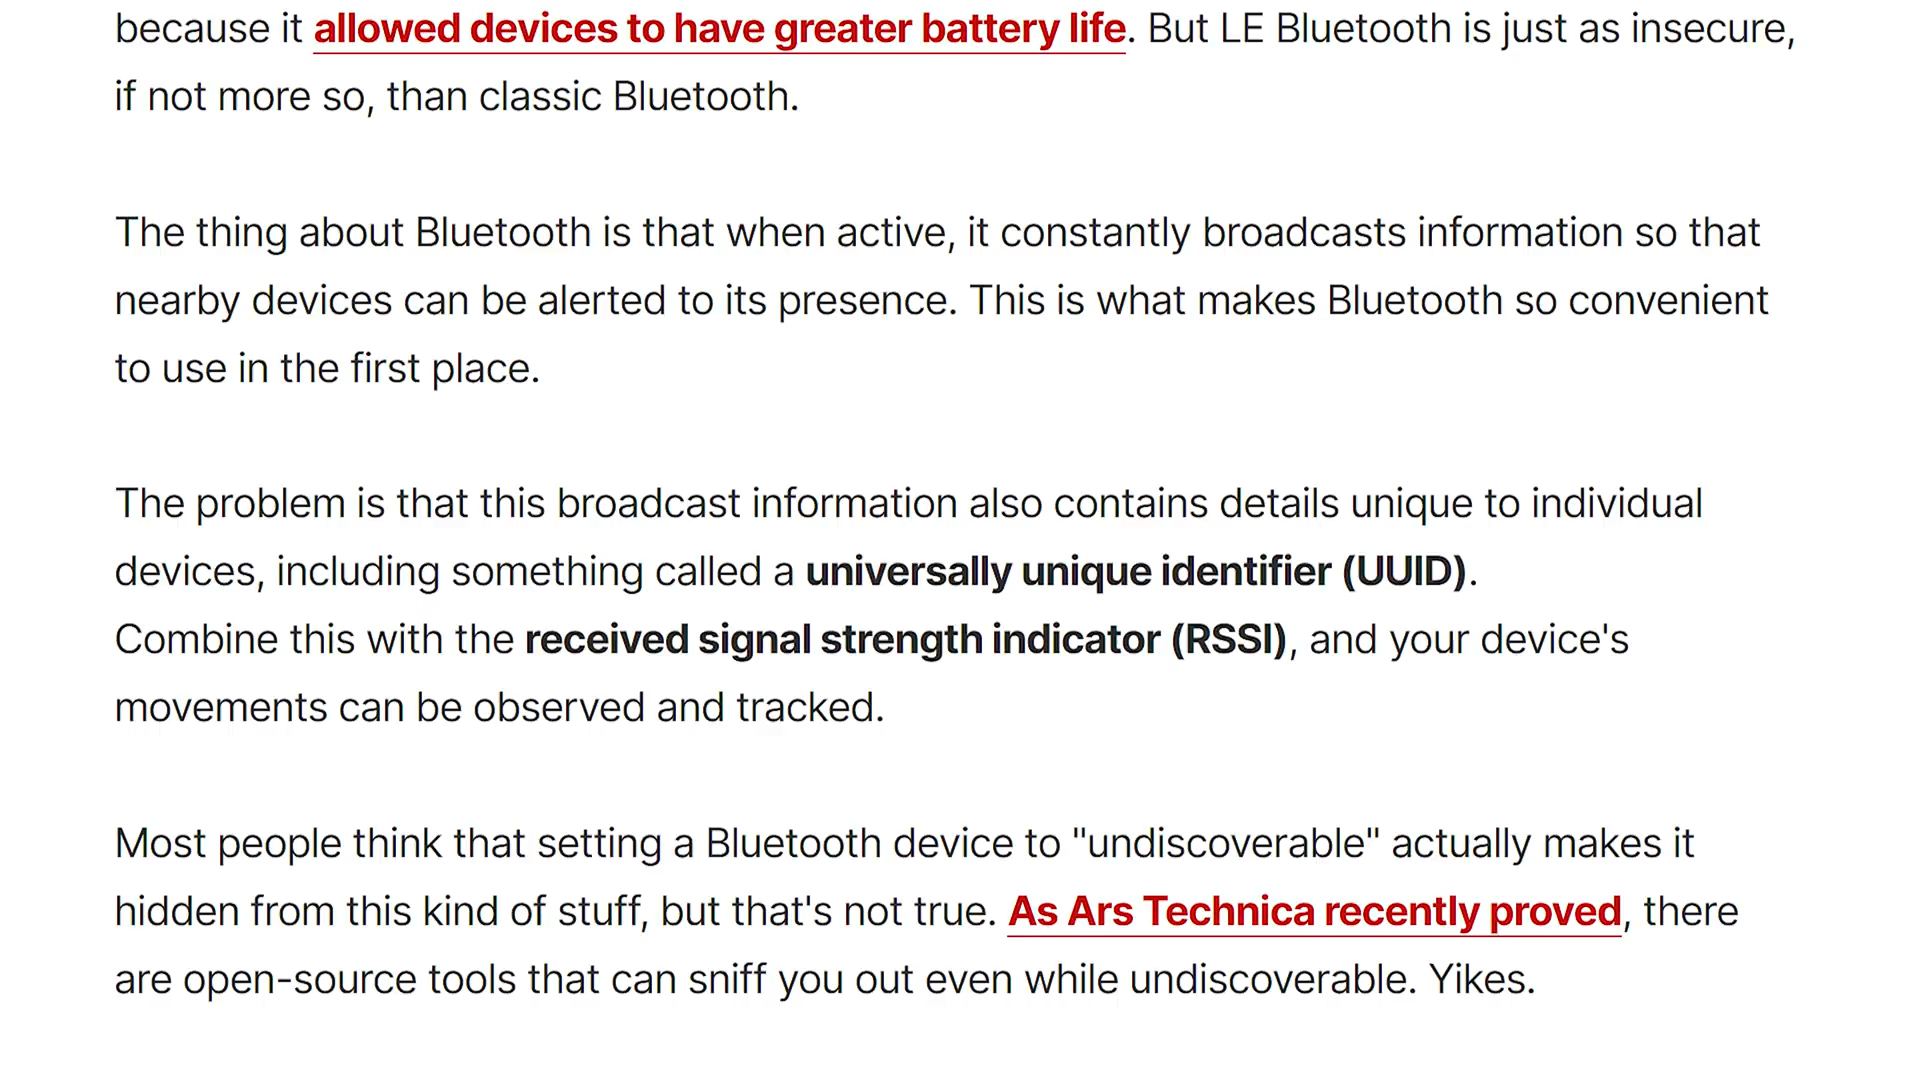 because it allowed devices to have greater battery life. But LE Bluetooth is just as insecure,
if not more so, than classic Bluetooth.
The thing about Bluetooth is that when active, it constantly broadcasts information so that
nearby devices can be alerted to its presence. This is what makes Bluetooth so convenient
to use in the first place.
The problem is that this broadcast information also contains details unique to individual
devices, including something called a universally unique identifier (UUID).
Combine this with the received signal strength indicator (RSSI), and your device's
movements can be observed and tracked.
Most people think that setting a Bluetooth device to "undiscoverable" actually makes it
hidden from this kind of stuff, but that's not true. As Ars Technica recently proved, there
are open-source tools that can sniff you out even while undiscoverable. Yikes.